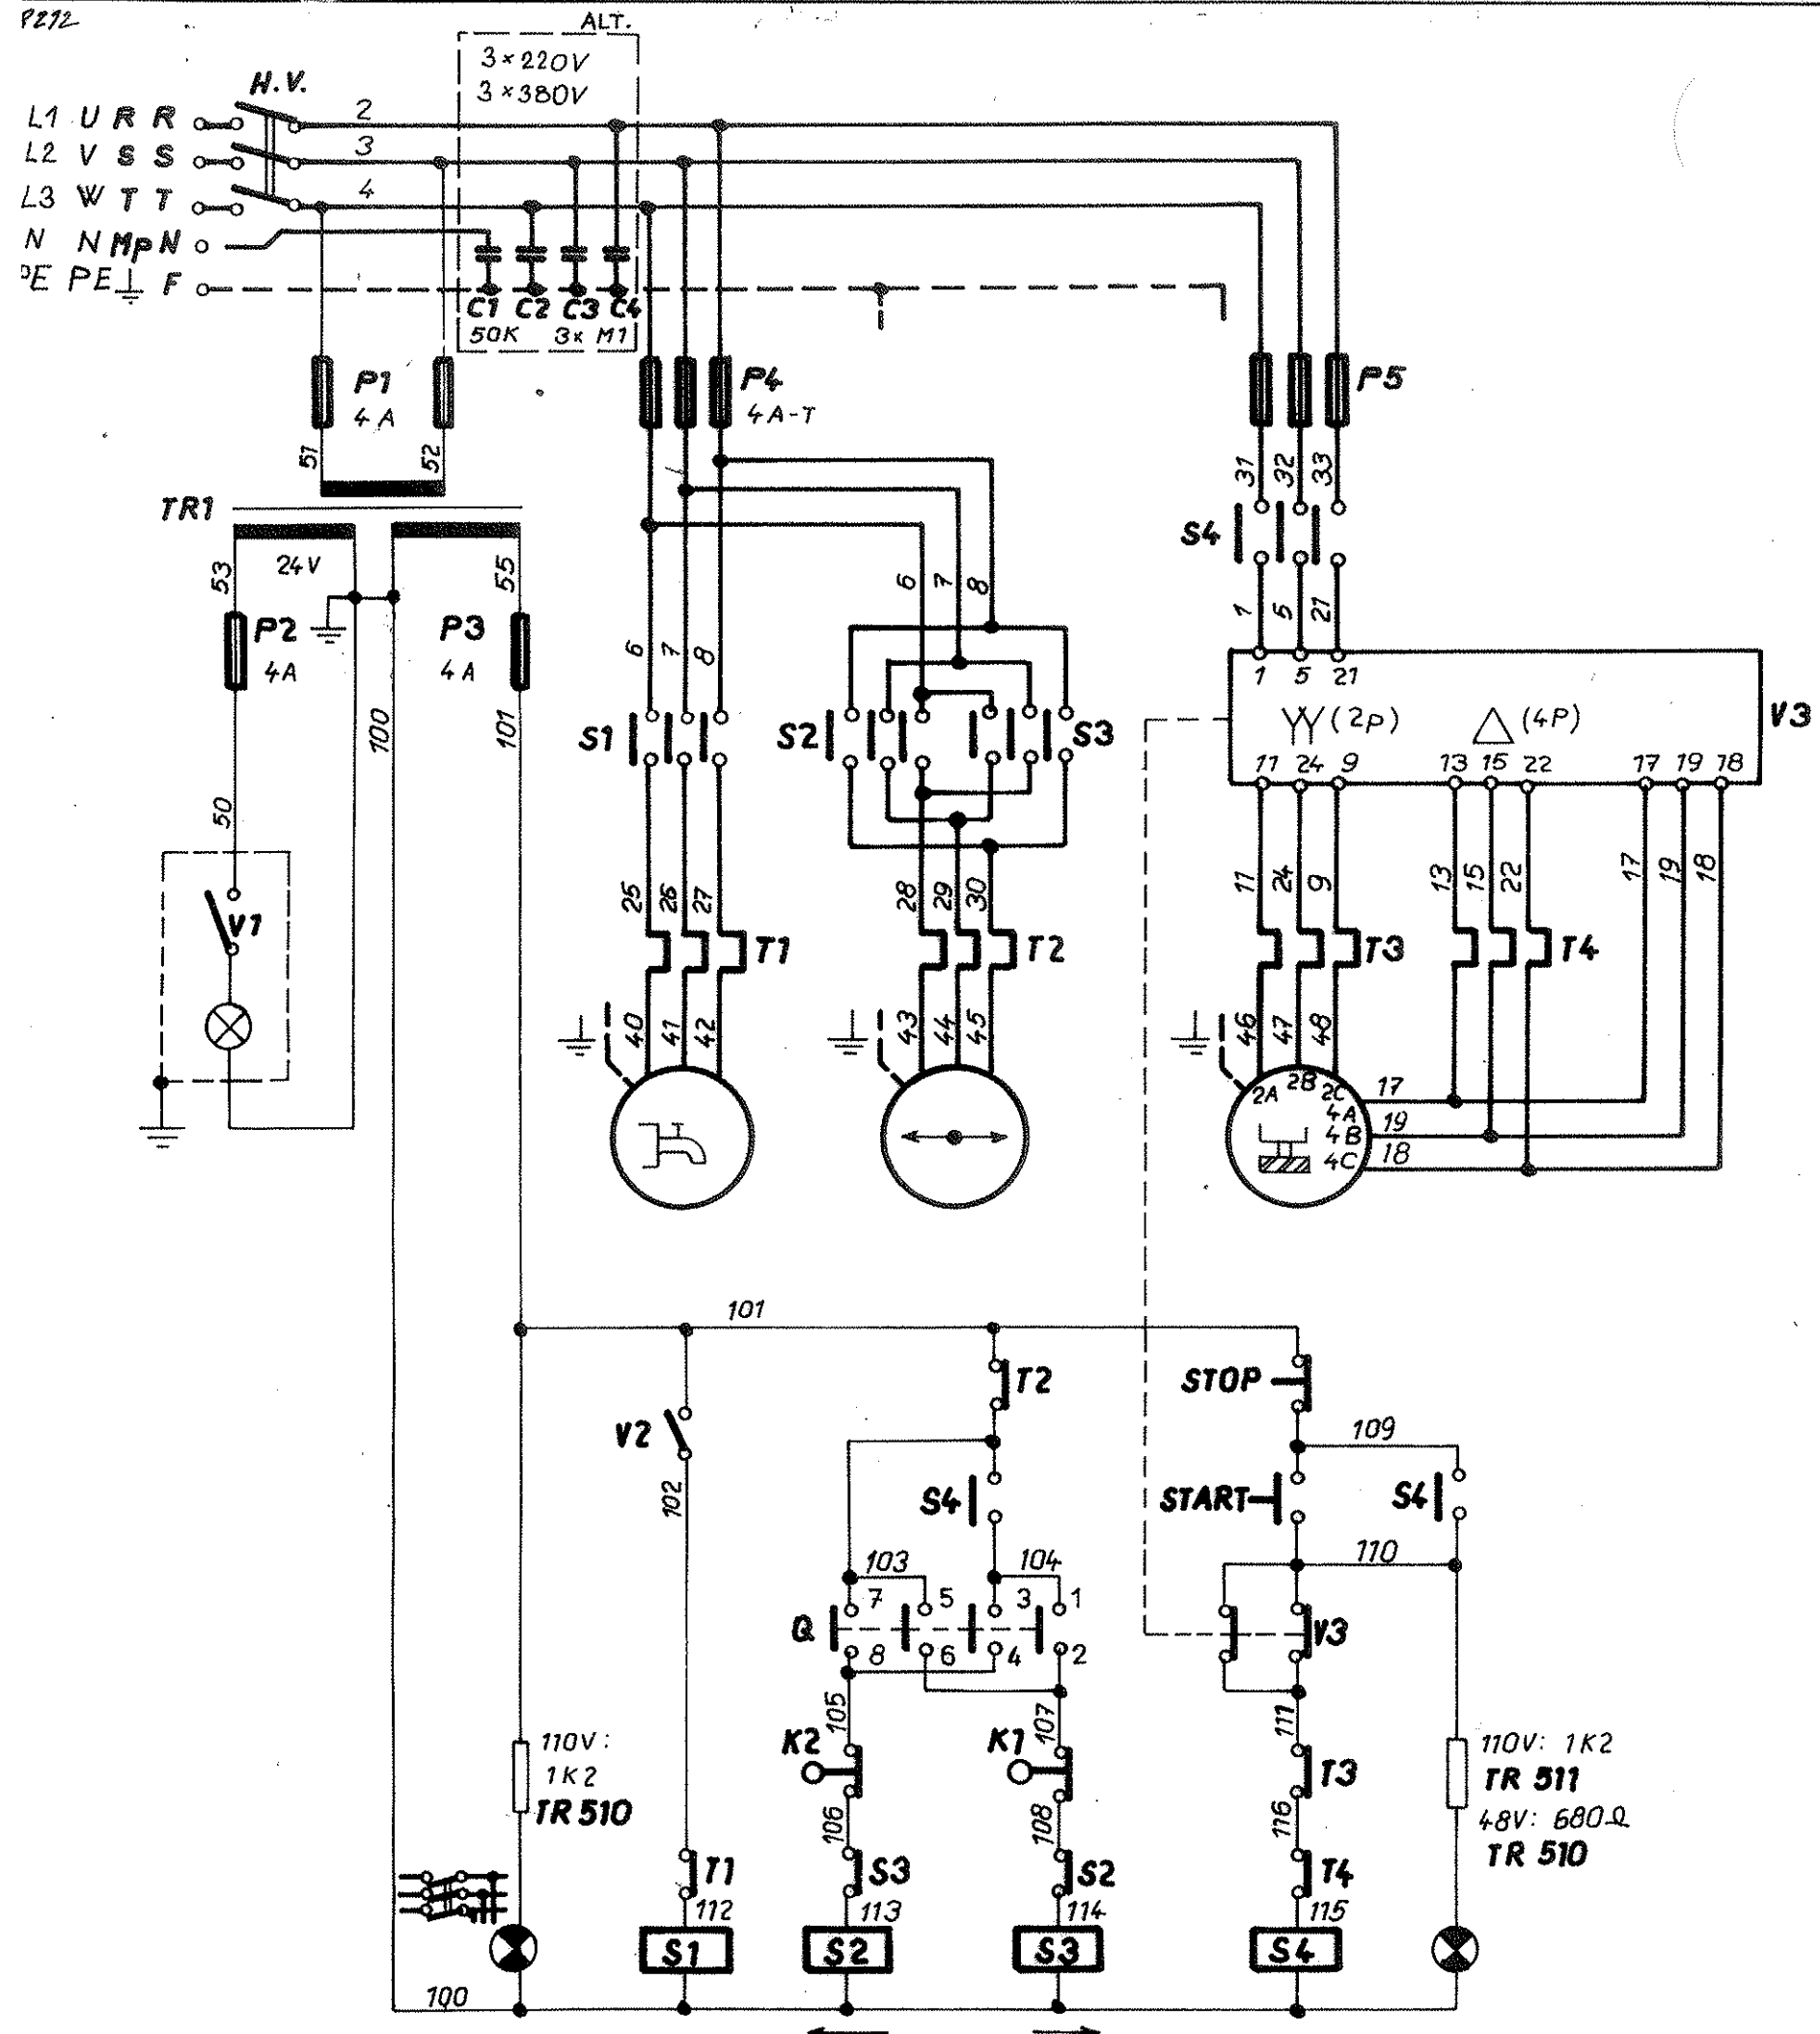 P272
ALT.
3×220V
3×380V
H.V.
L1 U R R
2
L2 V S S
3
L3 W T T
4
N N Mp N
PE PE F
C1 C2 C3 C4
50K 3x M1
P1
4 A
P4
4 A-T
P5
51
52
31
32
33
TR1
S4
24V
53
55
6
7
8
1
5
21
P2
4A
P3
4 A
6
7
8
1 5 21
YY (2p)
△ (4P)
V3
100
101
S1
S2
S3
11 24 9 13 15 22 17 19 18
50
V1
25
26
27
28
29
30
11
24
9
13
15
22
17
19
18
T1
T2
T3
T4
40
41
42
43
44
45
46
47
48
2A 2B 2C
4A
4B
4C
17
19
18
101
T2
STOP
V2
109
102
S4
START
S4
103
104
110
7 5 3 1
Q
V3
8 6 4 2
105
107
111
K2
K1
110V:
1K2
TR 510
T3
110V: 1K2
TR 511
48V: 680Ω
TR 510
106
108
116
T1
S3
S2
T4
112
113
114
115
S1
S2
S3
S4
100